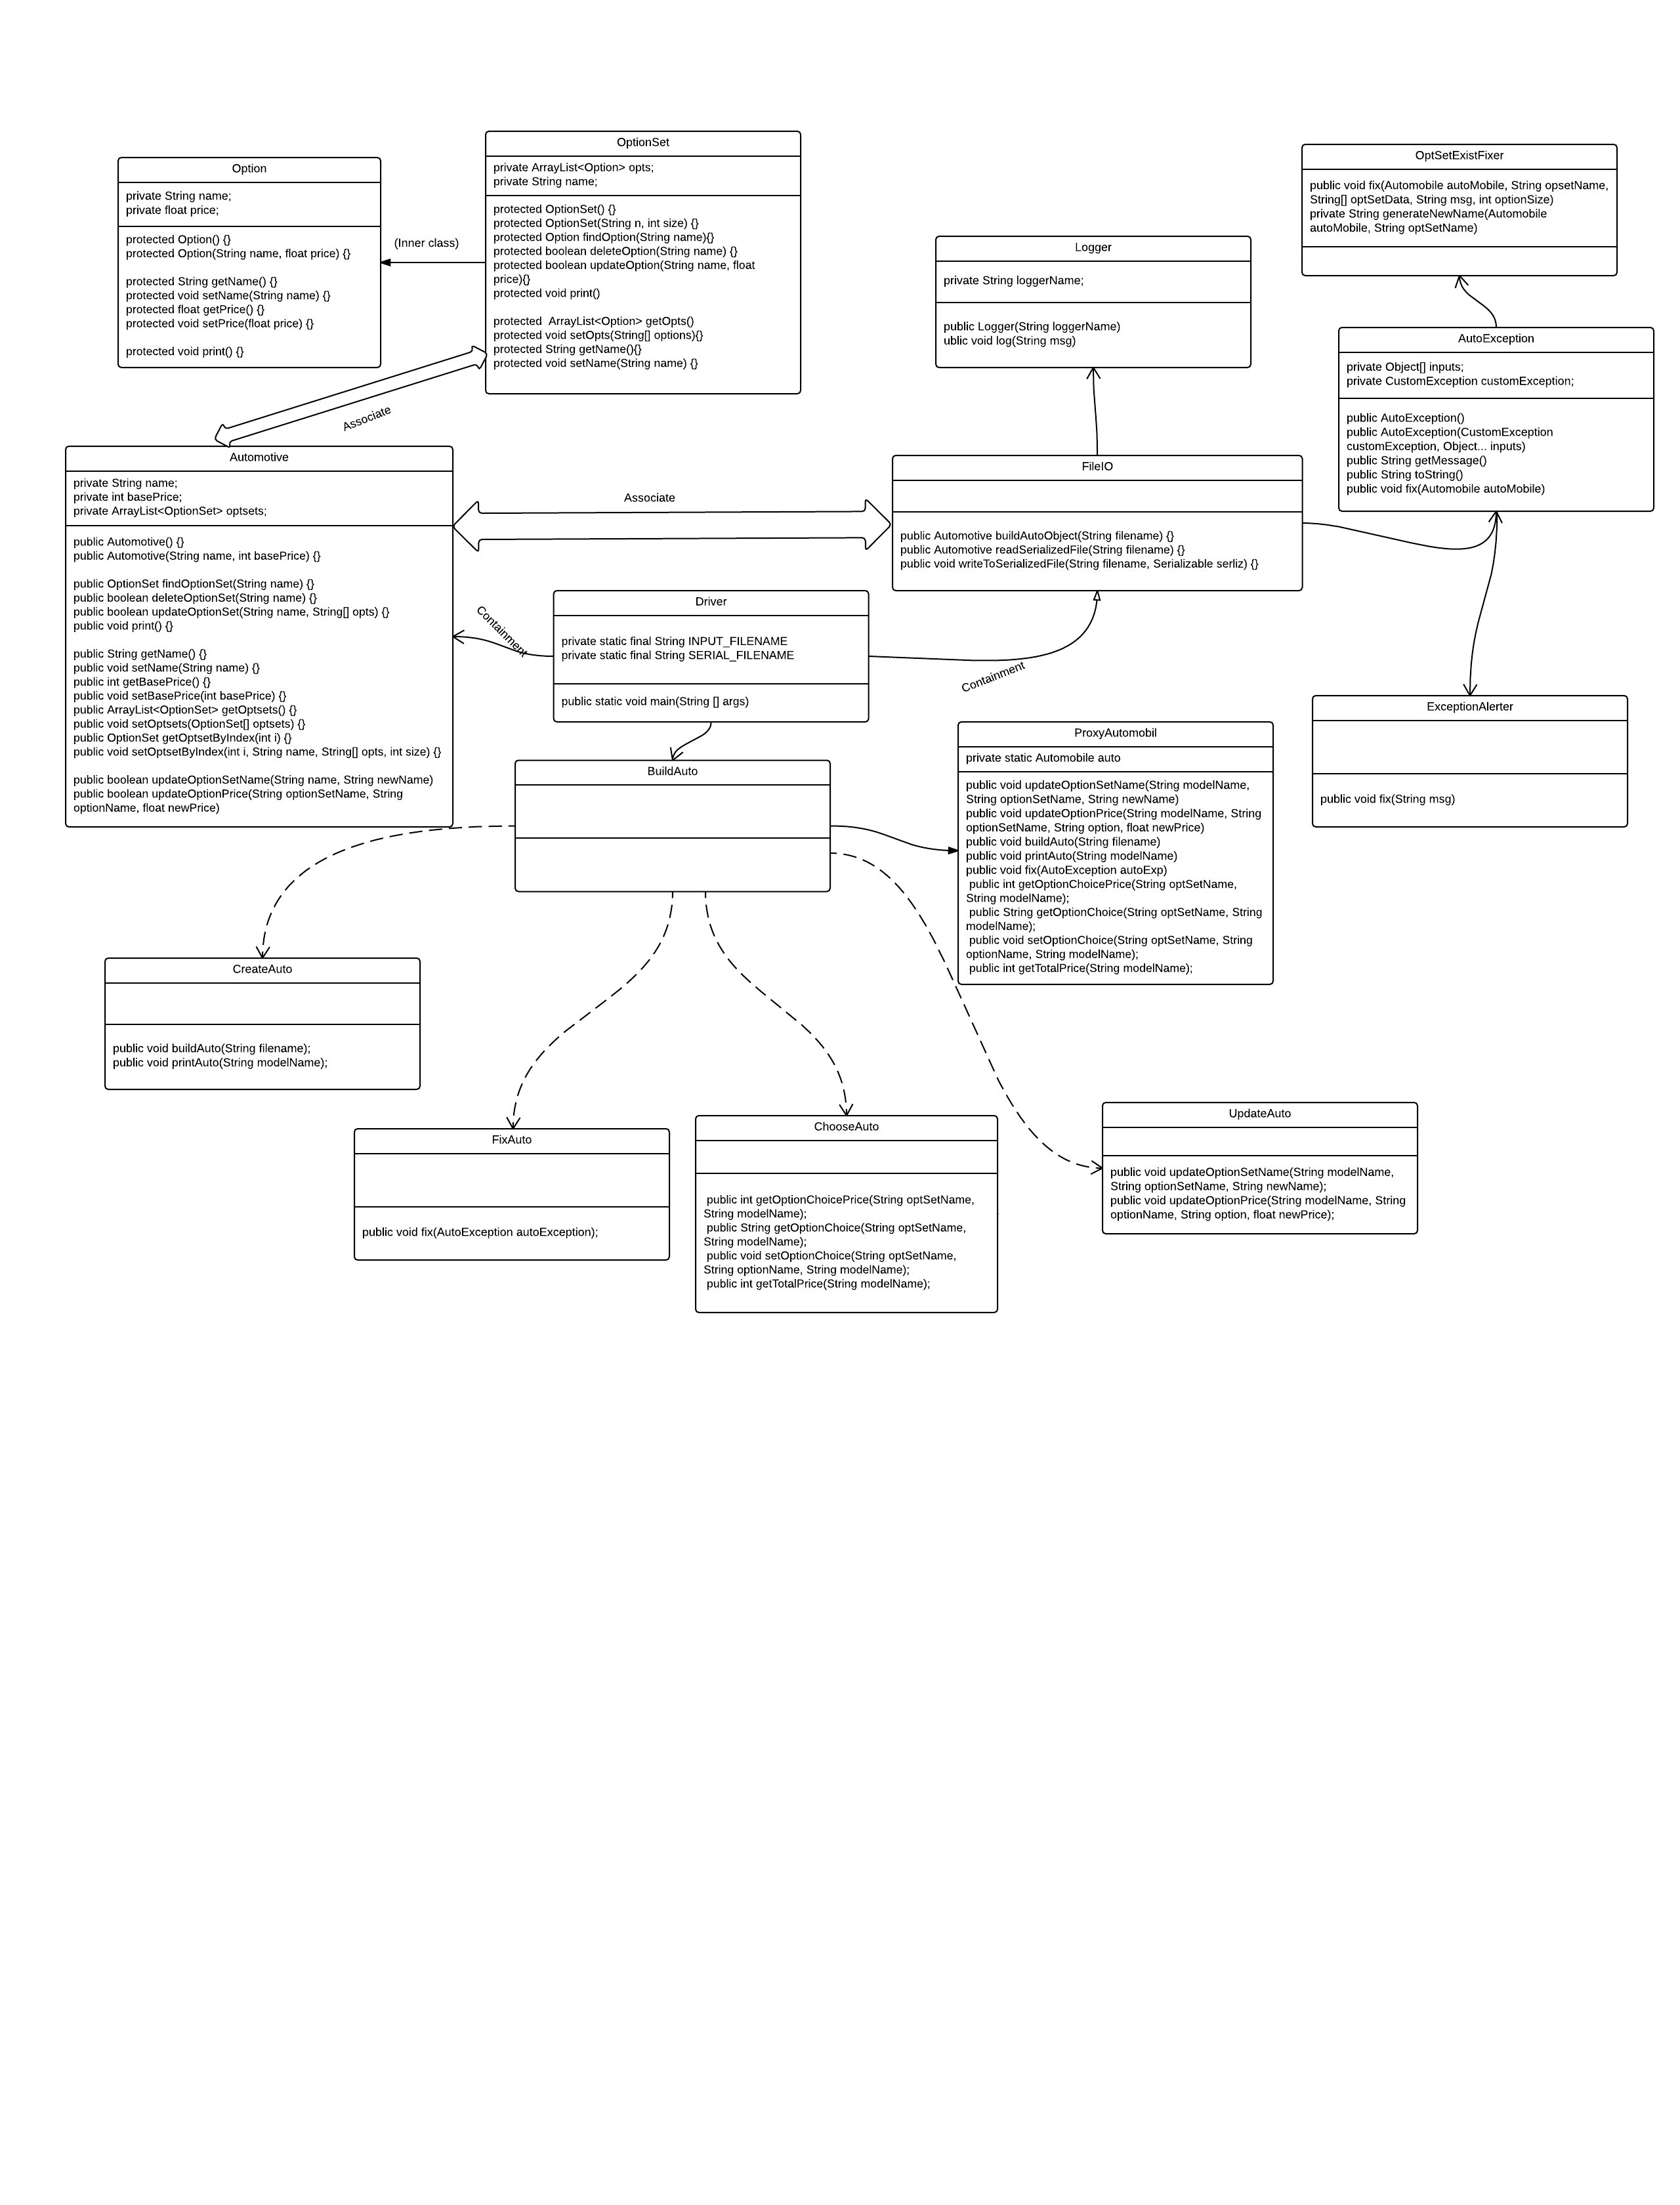 OptionSet
private ArrayList<Option> opts;
private String name;
protected OptionSet() {}
protected OptionSet(String n, int size) {}
protected Option findOption(String name){}
protected boolean deleteOption(String name) {}
protected boolean updateOption(String name, float
price){}
protected void print()
protected  ArrayList<Option> getOpts()
protected void setOpts(String[] options){}
protected String getName(){}
protected void setName(String name) {}
Option
private String name;
private float price;
protected Option() {}
protected Option(String name, float price) {}
protected String getName() {}
protected void setName(String name) {}
protected float getPrice() {}
protected void setPrice(float price) {}
protected void print() {}
(Inner class)
OptSetExistFixer
public void fix(Automobile autoMobile, String opsetName,
String[] optSetData, String msg, int optionSize)
private String generateNewName(Automobile
autoMobile, String optSetName)
Logger
private String loggerName;
public Logger(String loggerName)
ublic void log(String msg)
AutoException
private Object[] inputs;
private CustomException customException;
public AutoException()
public AutoException(CustomException
customException, Object... inputs)
public String getMessage()
public String toString()
public void fix(Automobile autoMobile)
Associate
Automotive
private String name;
private int basePrice;
private ArrayList<OptionSet> optsets;
public Automotive() {}
public Automotive(String name, int basePrice) {}
public OptionSet findOptionSet(String name) {}
public boolean deleteOptionSet(String name) {}
public boolean updateOptionSet(String name, String[] opts) {}
public void print() {}
public String getName() {}
public void setName(String name) {}
public int getBasePrice() {}
public void setBasePrice(int basePrice) {}
public ArrayList<OptionSet> getOptsets() {}
public void setOptsets(OptionSet[] optsets) {}
public OptionSet getOptsetByIndex(int i) {}
public void setOptsetByIndex(int i, String name, String[] opts, int size) {}
public boolean updateOptionSetName(String name, String newName)
public boolean updateOptionPrice(String optionSetName, String
optionName, float newPrice)
Associate
FileIO
public Automotive buildAutoObject(String filename) {}
public Automotive readSerializedFile(String filename) {}
public void writeToSerializedFile(String filename, Serializable serliz) {}
Containment
Driver
private static final String INPUT_FILENAME
private static final String SERIAL_FILENAME
public static void main(String [] args)
Containment
ExceptionAlerter
public void fix(String msg)
BuildAuto
ProxyAutomobil
private static Automobile auto
public void updateOptionSetName(String modelName,
String optionSetName, String newName)
public void updateOptionPrice(String modelName, String
optionSetName, String option, float newPrice)
public void buildAuto(String filename)
public void printAuto(String modelName)
public void fix(AutoException autoExp)
public int getOptionChoicePrice(String optSetName,
String modelName);
public String getOptionChoice(String optSetName, String
modelName);
public void setOptionChoice(String optSetName, String
optionName, String modelName);
public int getTotalPrice(String modelName);
CreateAuto
public void buildAuto(String filename);
public void printAuto(String modelName);
FixAuto
public void fix(AutoException autoException);
ChooseAuto
public int getOptionChoicePrice(String optSetName,
String modelName);
public String getOptionChoice(String optSetName,
String modelName);
public void setOptionChoice(String optSetName,
String optionName, String modelName);
public int getTotalPrice(String modelName);
UpdateAuto
public void updateOptionSetName(String modelName,
String optionSetName, String newName);
public void updateOptionPrice(String modelName, String
optionName, String option, float newPrice);